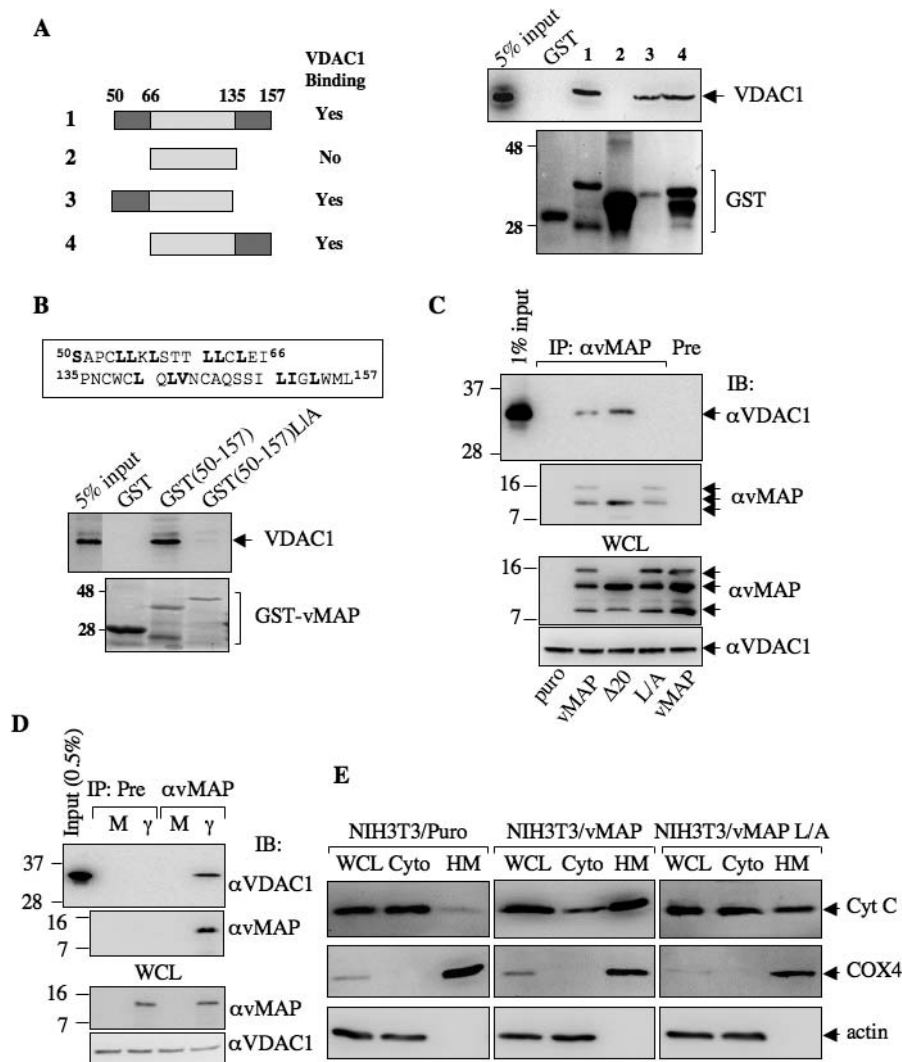 A
VDAC1
Binding
50 66 135 157
1 Yes
2 No
3 Yes
4 Yes
5% input GST 1 2 3 4
VDAC1
48
28
GST
B
⁵⁰SAPCLLKLSTT LLCLEI⁶⁶
¹³⁵PNCWCL QLVNCAQSSI LIGLWML¹⁵⁷
5% input GST GST(50-157) GST(50-157)L/A
VDAC1
48
28
GST-vMAP
C
1% input IP: αvMAP Pre
IB:
37
αVDAC1
28
16
αvMAP
7
WCL
16
αvMAP
7
αVDAC1
puro vMAP Δ20 L/A vMAP
D
Input (0.5%) IP: Pre αvMAP
M γ M γ
IB:
37
αVDAC1
28
16
αvMAP
7
WCL
16
αvMAP
7
αVDAC1
E
NIH3T3/Puro NIH3T3/vMAP NIH3T3/vMAP L/A
WCL Cyto HM WCL Cyto HM WCL Cyto HM
Cyt C
COX4
actin